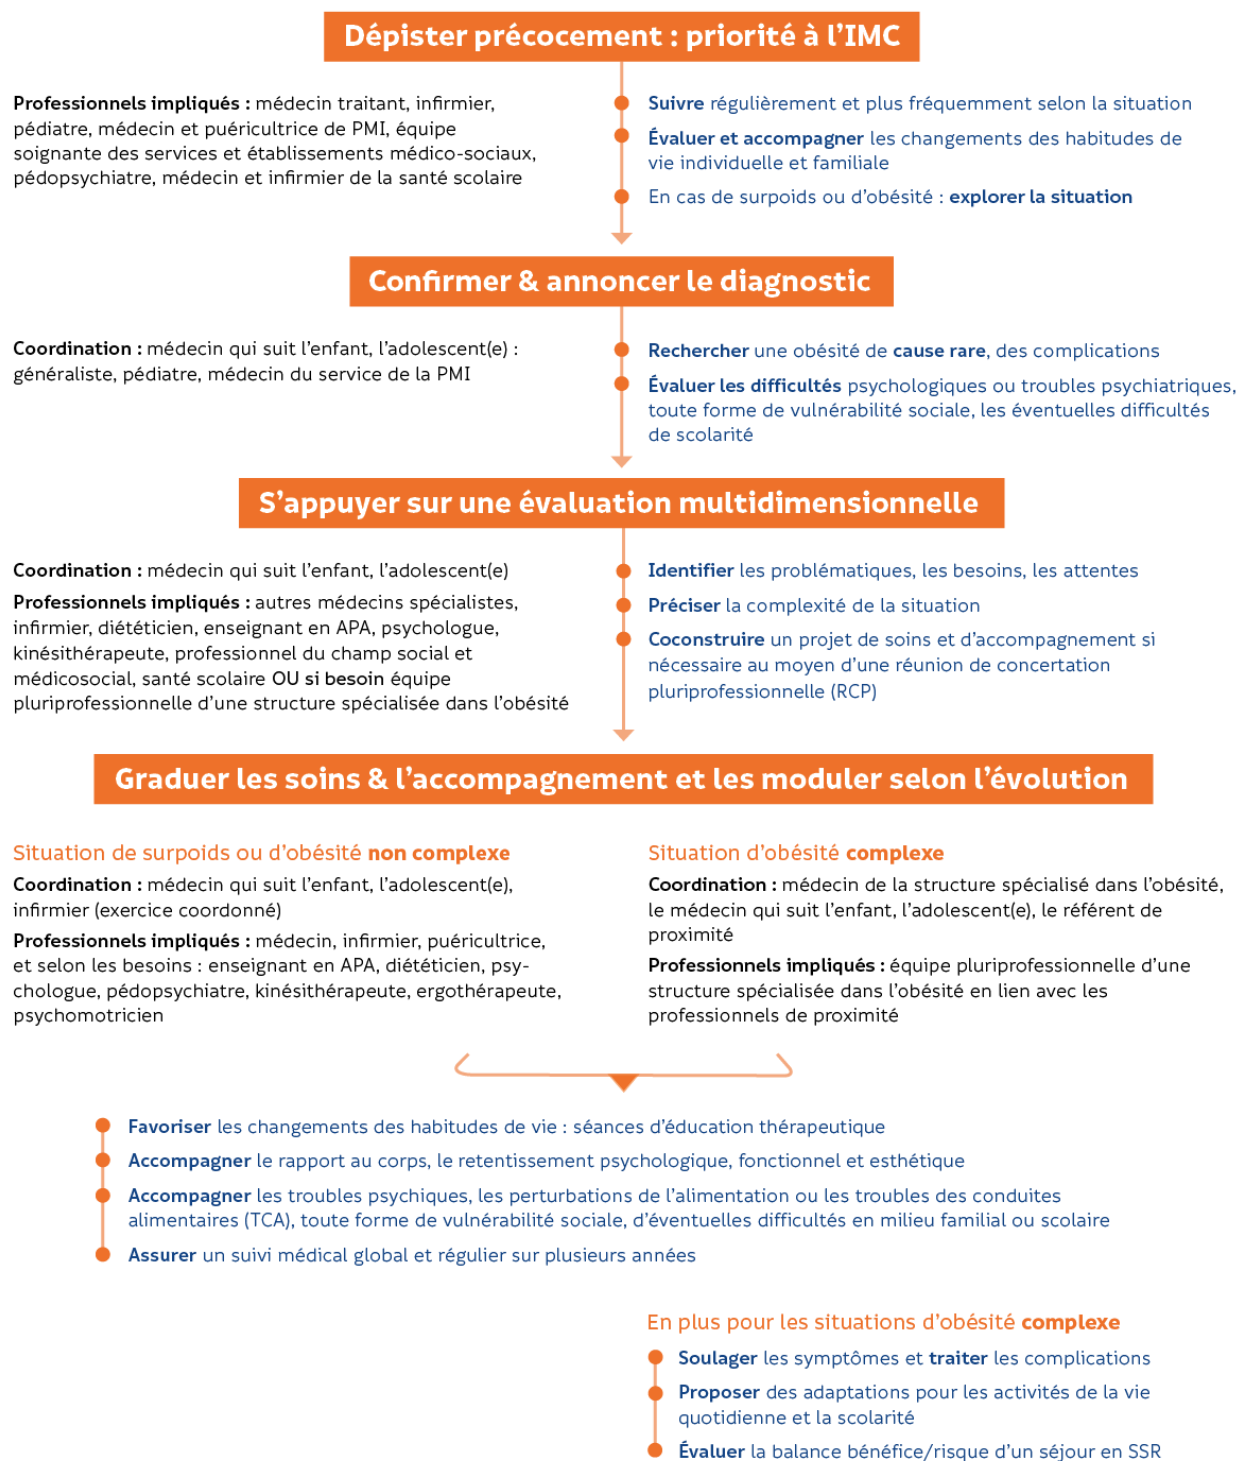 Dépister précocement : priorité à l’IMC
Professionnels impliqués : médecin traitant, infirmier,
pédiatre, médecin et puéricultrice de PMI, équipe
soignante des services et établissements médico-sociaux,
pédopsychiatre, médecin et infirmier de la santé scolaire
Suivre régulièrement et plus fréquemment selon la situation
Évaluer et accompagner les changements des habitudes de
vie individuelle et familiale
En cas de surpoids ou d’obésité : explorer la situation
Confirmer & annoncer le diagnostic
Coordination : médecin qui suit l’enfant, l’adolescent(e) :
généraliste, pédiatre, médecin du service de la PMI
Rechercher une obésité de cause rare, des complications
Évaluer les difficultés psychologiques ou troubles psychiatriques,
toute forme de vulnérabilité sociale, les éventuelles difficultés
de scolarité
S’appuyer sur une évaluation multidimensionnelle
Coordination : médecin qui suit l’enfant, l’adolescent(e)
Professionnels impliqués : autres médecins spécialistes,
infirmier, diététicien, enseignant en APA, psychologue,
kinésithérapeute, professionnel du champ social et
médicosocial, santé scolaire OU si besoin équipe
pluriprofessionnelle d’une structure spécialisée dans l’obésité
Identifier les problématiques, les besoins, les attentes
Préciser la complexité de la situation
Coconstruire un projet de soins et d’accompagnement si
nécessaire au moyen d’une réunion de concertation
pluriprofessionnelle (RCP)
Graduer les soins & l’accompagnement et les moduler selon l’évolution
Situation de surpoids ou d’obésité non complexe
Coordination : médecin qui suit l’enfant, l’adolescent(e),
infirmier (exercice coordonné)
Professionnels impliqués : médecin, infirmier, puéricultrice,
et selon les besoins : enseignant en APA, diététicien, psy-
chologue, pédopsychiatre, kinésithérapeute, ergothérapeute,
psychomotricien
Situation d’obésité complexe
Coordination : médecin de la structure spécialisé dans l’obésité,
le médecin qui suit l’enfant, l’adolescent(e), le référent de
proximité
Professionnels impliqués : équipe pluriprofessionnelle d’une
structure spécialisée dans l’obésité en lien avec les
professionnels de proximité
Favoriser les changements des habitudes de vie : séances d’éducation thérapeutique
Accompagner le rapport au corps, le retentissement psychologique, fonctionnel et esthétique
Accompagner les troubles psychiques, les perturbations de l’alimentation ou les troubles des conduites
alimentaires (TCA), toute forme de vulnérabilité sociale, d’éventuelles difficultés en milieu familial ou scolaire
Assurer un suivi médical global et régulier sur plusieurs années
En plus pour les situations d’obésité complexe
Soulager les symptômes et traiter les complications
Proposer des adaptations pour les activités de la vie
quotidienne et la scolarité
Évaluer la balance bénéfice/risque d’un séjour en SSR